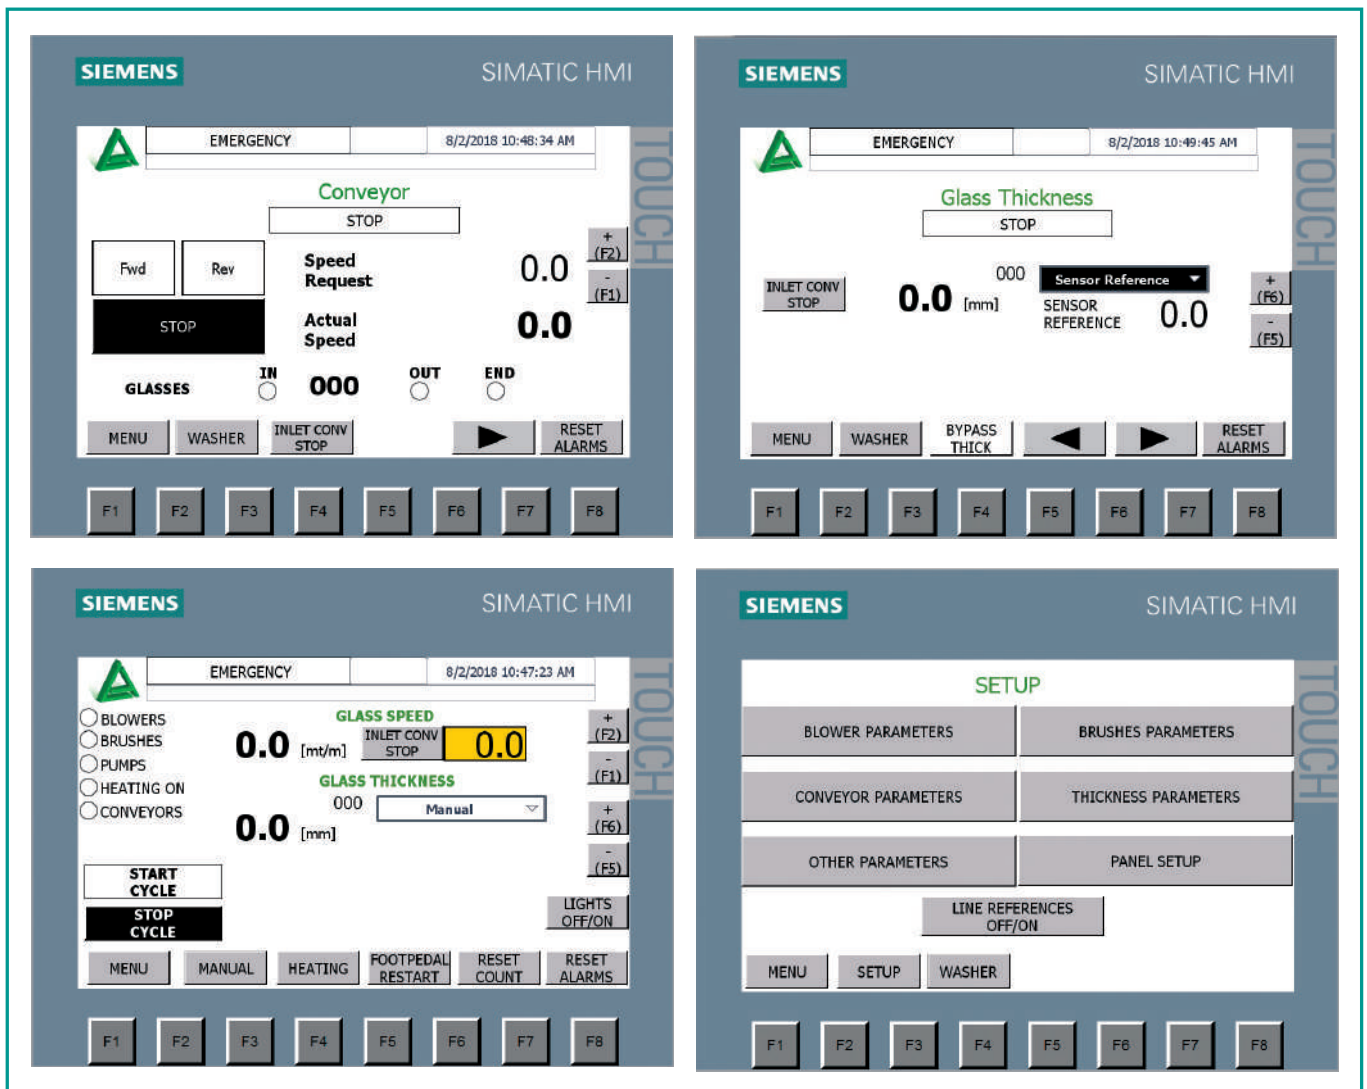 SIEMENS
SIMATIC HMI
TOUCH
EMERGENCY
8/2/2018 10:48:34 AM
Conveyor
STOP
Fwd
Rev
STOP
Speed
Request
0.0
+
(F2)
-
(F1)
Actual
Speed
0.0
GLASSES
IN
000
OUT
END
MENU
WASHER
INLET CONV
STOP
RESET
ALARMS
F1
F2
F3
F4
F5
F6
F7
F8
SIEMENS
SIMATIC HMI
TOUCH
EMERGENCY
8/2/2018 10:49:45 AM
Glass Thickness
STOP
INLET CONV
STOP
0.0 [mm]
000
Sensor Reference
SENSOR
REFERENCE
0.0
+
(F6)
-
(F5)
MENU
WASHER
BYPASS
THICK
RESET
ALARMS
F1
F2
F3
F4
F5
F6
F7
F8
SIEMENS
SIMATIC HMI
TOUCH
EMERGENCY
8/2/2018 10:47:23 AM
BLOWERS
BRUSHES
PUMPS
HEATING ON
CONVEYORS
GLASS SPEED
0.0 [mt/m]
INLET CONV
STOP
0.0
+
(F2)
-
(F1)
GLASS THICKNESS
000
Manual
0.0 [mm]
+
(F6)
-
(F5)
START
CYCLE
STOP
CYCLE
LIGHTS
OFF/ON
MENU
MANUAL
HEATING
FOOTPEDAL
RESTART
RESET
COUNT
RESET
ALARMS
F1
F2
F3
F4
F5
F6
F7
F8
SIEMENS
SIMATIC HMI
TOUCH
SETUP
BLOWER PARAMETERS
BRUSHES PARAMETERS
CONVEYOR PARAMETERS
THICKNESS PARAMETERS
OTHER PARAMETERS
PANEL SETUP
LINE REFERENCES
OFF/ON
MENU
SETUP
WASHER
F1
F2
F3
F4
F5
F6
F7
F8